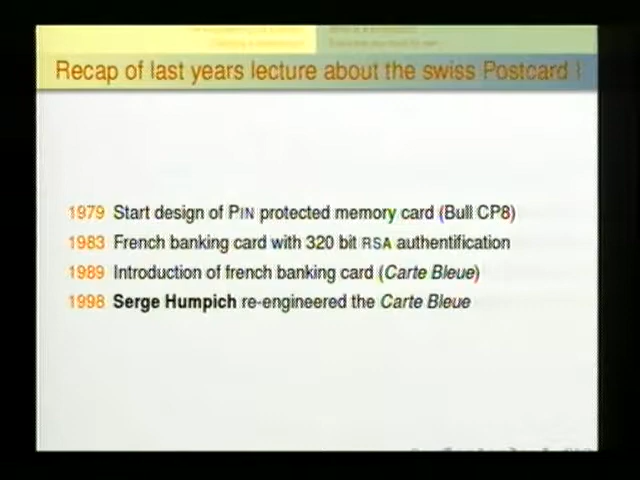 Recap of last years lecture about the swiss Postcard I
1979 Start design of PIN protected memory card (Bull CP8)
1983 French banking card with 320 bit RSA authentification
1989 Introduction of french banking card (Carte Bleue)
1998 Serge Humpich re-engineered the Carte Bleue